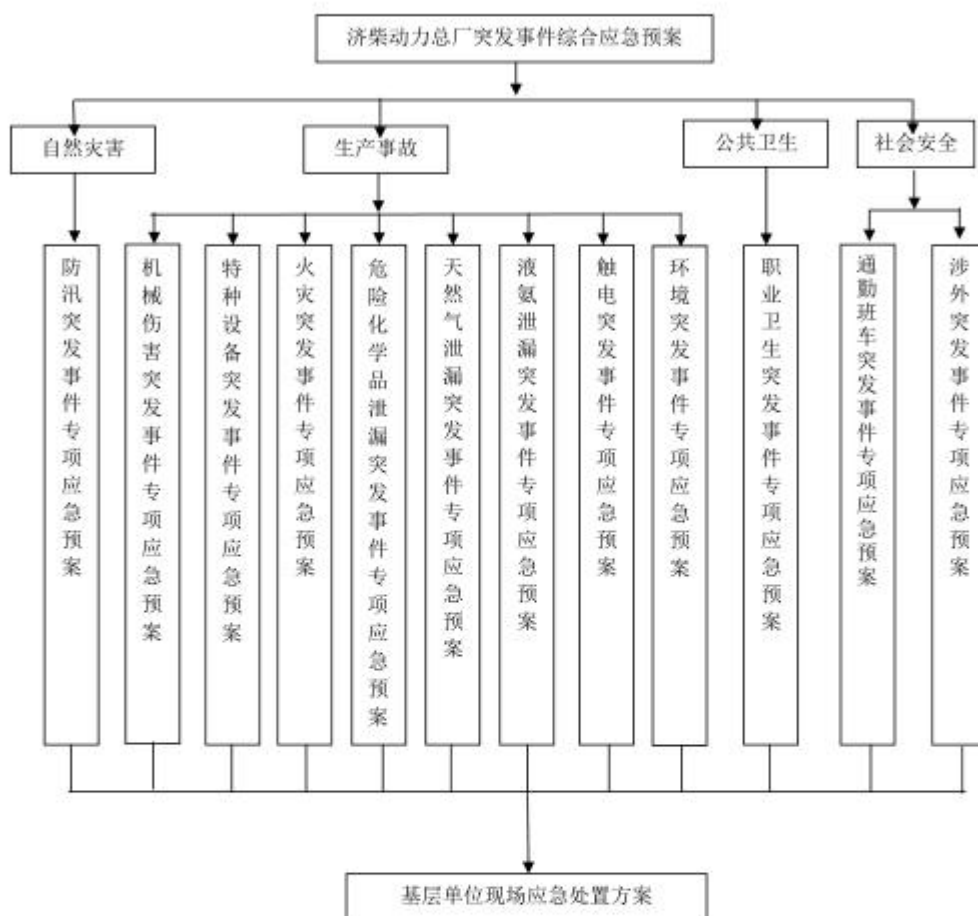 济柴动力总厂突发事件综合应急预案
自然灾害
生产事故
公共卫生
社会安全
防汛突发事件专项应急预案
机械伤害突发事件专项应急预案
特种设备突发事件专项应急预案
火灾突发事件专项应急预案
危险化学品泄漏突发事件专项应急预案
天然气泄漏突发事件专项应急预案
液氨泄漏突发事件专项应急预案
触电突发事件专项应急预案
环境突发事件专项应急预案
职业卫生突发事件专项应急预案
通勤班车突发事件专项应急预案
涉外突发事件专项应急预案
基层单位现场应急处置方案